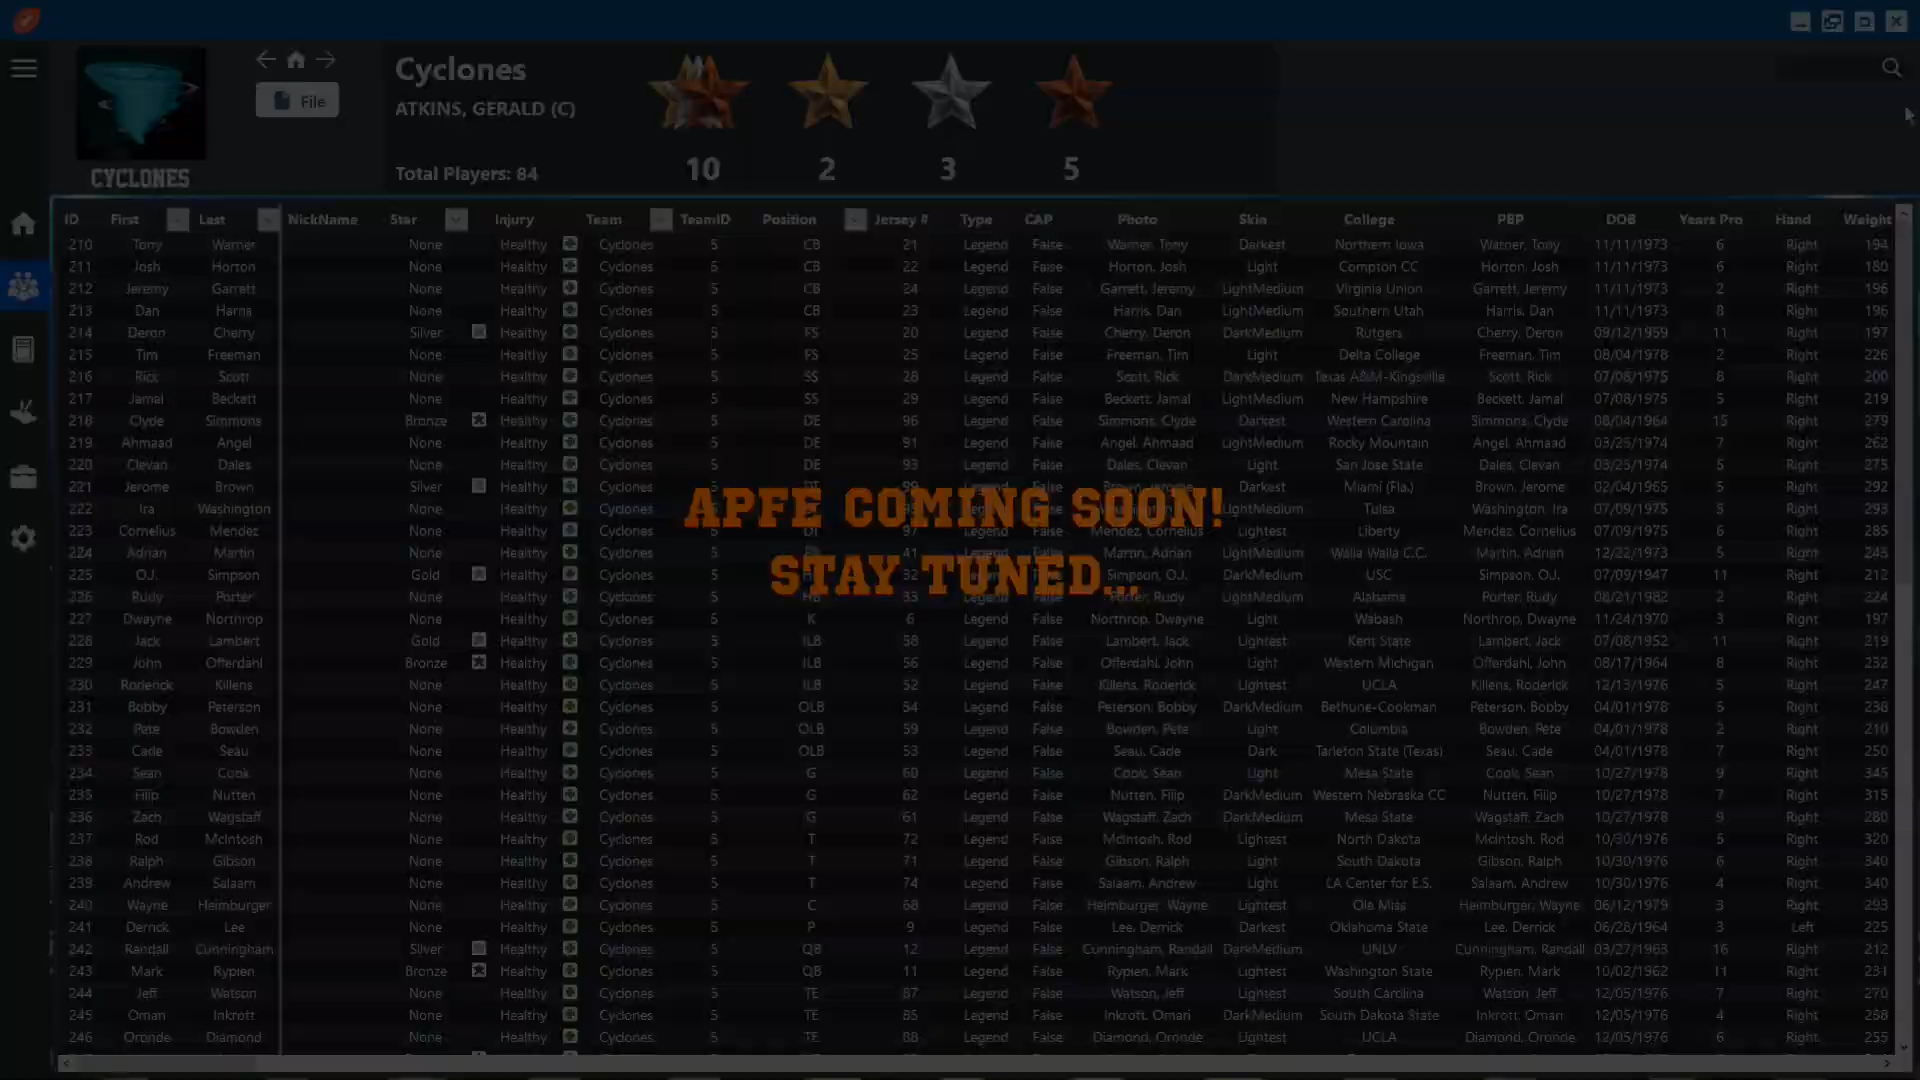 Cyclones
ATKINS, GERALD (C)
File
10 2 3 5
CYCLONES
Total Players: 84
ID First Last NickName Star Injury Team TeamID Position Jersey # Type CAP Photo Skin College PBP DOB Years Pro Hand Weight
210 Tony Warner None Healthy Cyclones 5 CB 21 Legend False Warner, Tony Darkest Northern Iowa Warner, Tony 11/11/1973 6 Right 194
211 Josh Horton None Healthy Cyclones 5 CB 22 Legend False Horton, Josh Light Compton CC Horton, Josh 11/11/1973 6 Right 180
212 Jeremy Garrett None Healthy Cyclones 5 CB 24 Legend False Garrett, Jeremy LightMedium Virginia Union Garrett, Jeremy 11/11/1973 2 Right 196
213 Dan Harris None Healthy Cyclones 5 CB 23 Legend False Harris, Dan LightMedium Southern Utah Harris, Dan 11/11/1973 8 Right 196
214 Deron Cherry Silver Healthy Cyclones 5 FS 20 Legend False Cherry, Deron DarkMedium Rutgers Cherry, Deron 09/12/1959 11 Right 197
215 Tim Freeman None Healthy Cyclones 5 FS 25 Legend False Freeman, Tim Light Delta College Freeman, Tim 08/04/1978 2 Right 226
216 Rick Scott None Healthy Cyclones 5 SS 28 Legend False Scott, Rick DarkMedium Texas A&M-Kingsville Scott, Rick 07/08/1975 8 Right 200
217 Jamal Beckett None Healthy Cyclones 5 SS 29 Legend False Beckett, Jamal LightMedium New Hampshire Beckett, Jamal 07/08/1975 5 Right 219
218 Clyde Simmons Bronze Healthy Cyclones 5 DE 96 Legend False Simmons, Clyde Darkest Western Carolina Simmons, Clyde 08/04/1964 15 Right 279
219 Ahmaad Angel None Healthy Cyclones 5 DE 91 Legend False Angel, Ahmaad LightMedium Rocky Mountain Angel, Ahmaad 03/25/1974 7 Right 262
220 Clevan Dales None Healthy Cyclones 5 DE 93 Legend False Dales, Clevan Light San Jose State Dales, Clevan 03/25/1974 5 Right 275
221 Jerome Brown Silver Healthy Cyclones 5 99 Darkest Miami (Fla.) Brown, Jerome 02/04/1965 5 Right 292
APFE COMING SOON!
222 Ira Washington None Healthy Cyclones 5 LightMedium Tulsa Washington, Ira 07/09/1975 5 Right 293
223 Cornelius Mendez None Healthy Cyclones 5 DT 97 Legend False Mendez, Cornelius Lightest Liberty Mendez, Cornelius 07/09/1975 6 Right 285
224 Adrian Martin None Healthy Cyclones 5 41 Legend False Martin, Adrian LightMedium Walla Walla C.C. Martin, Adrian 12/22/1973 5 Right 245
225 O.J. Simpson Gold Healthy Cyclones 5 32 Simpson, O.J. DarkMedium USC Simpson, O.J. 07/09/1947 11 Right 212
STAY TUNED...
226 Rudy Porter None Healthy Cyclones 5 HB 33 Legend False Porter, Rudy LightMedium Alabama Porter, Rudy 08/21/1982 2 Right 224
227 Dwayne Northrop None Healthy Cyclones 5 K 6 Legend False Northrop, Dwayne Light Wabash Northrop, Dwayne 11/24/1970 3 Right 197
228 Jack Lambert Gold Healthy Cyclones 5 ILB 58 Legend False Lambert, Jack Lightest Kent State Lambert, Jack 07/08/1952 11 Right 219
229 John Offerdahl Bronze Healthy Cyclones 5 ILB 56 Legend False Offerdahl, John Light Western Michigan Offerdahl, John 08/17/1964 8 Right 232
230 Roderick Killens None Healthy Cyclones 5 ILB 52 Legend False Killens, Roderick Lightest UCLA Killens, Roderick 12/13/1976 5 Right 247
231 Bobby Peterson None Healthy Cyclones 5 OLB 54 Legend False Peterson, Bobby DarkMedium Bethune-Cookman Peterson, Bobby 04/01/1978 5 Right 238
232 Pete Bowden None Healthy Cyclones 5 OLB 59 Legend False Bowden, Pete Light Columbia Bowden, Pete 04/01/1978 2 Right 210
233 Cade Seau None Healthy Cyclones 5 OLB 53 Legend False Seau, Cade Dark Tarleton State (Texas) Seau, Cade 04/01/1978 7 Right 250
234 Sean Cook None Healthy Cyclones 5 G 60 Legend False Cook, Sean Light Mesa State Cook, Sean 10/27/1978 9 Right 345
235 Filip Nutten None Healthy Cyclones 5 G 62 Legend False Nutten, Filip DarkMedium Western Nebraska CC Nutten, Filip 10/27/1978 7 Right 315
236 Zach Wagstaff None Healthy Cyclones 5 G 61 Legend False Wagstaff, Zach DarkMedium Mesa State Wagstaff, Zach 10/27/1978 9 Right 280
237 Rod McIntosh None Healthy Cyclones 5 T 72 Legend False McIntosh, Rod Lightest North Dakota McIntosh, Rod 10/30/1976 5 Right 320
238 Ralph Gibson None Healthy Cyclones 5 T 71 Legend False Gibson, Ralph Light South Dakota Gibson, Ralph 10/30/1976 6 Right 340
239 Andrew Salaam None Healthy Cyclones 5 T 74 Legend False Salaam, Andrew Light LA Center for E.S. Salaam, Andrew 10/30/1976 4 Right 340
240 Wayne Heimburger None Healthy Cyclones 5 C 68 Legend False Heimburger, Wayne Lightest Ole Miss Heimburger, Wayne 06/12/1979 3 Right 293
241 Derrick Lee None Healthy Cyclones 5 P 9 Legend False Lee, Derrick Darkest Oklahoma State Lee, Derrick 06/28/1964 3 Left 225
242 Randall Cunningham Silver Healthy Cyclones 5 QB 12 Legend False Cunningham, Randall DarkMedium UNLV Cunningham, Randall 03/27/1963 16 Right 212
243 Mark Rypien Bronze Healthy Cyclones 5 QB 11 Legend False Rypien, Mark Lightest Washington State Rypien, Mark 10/02/1962 11 Right 231
244 Jeff Watson None Healthy Cyclones 5 TE 87 Legend False Watson, Jeff Lightest South Carolina Watson, Jeff 12/05/1976 7 Right 270
245 Omari Inkrott None Healthy Cyclones 5 TE 85 Legend False Inkrott, Omari DarkMedium South Dakota State Inkrott, Omari 12/05/1976 4 Right 258
246 Oronde Diamond None Healthy Cyclones 5 TE 88 Legend False Diamond, Oronde Lightest UCLA Diamond, Oronde 12/05/1976 6 Right 255